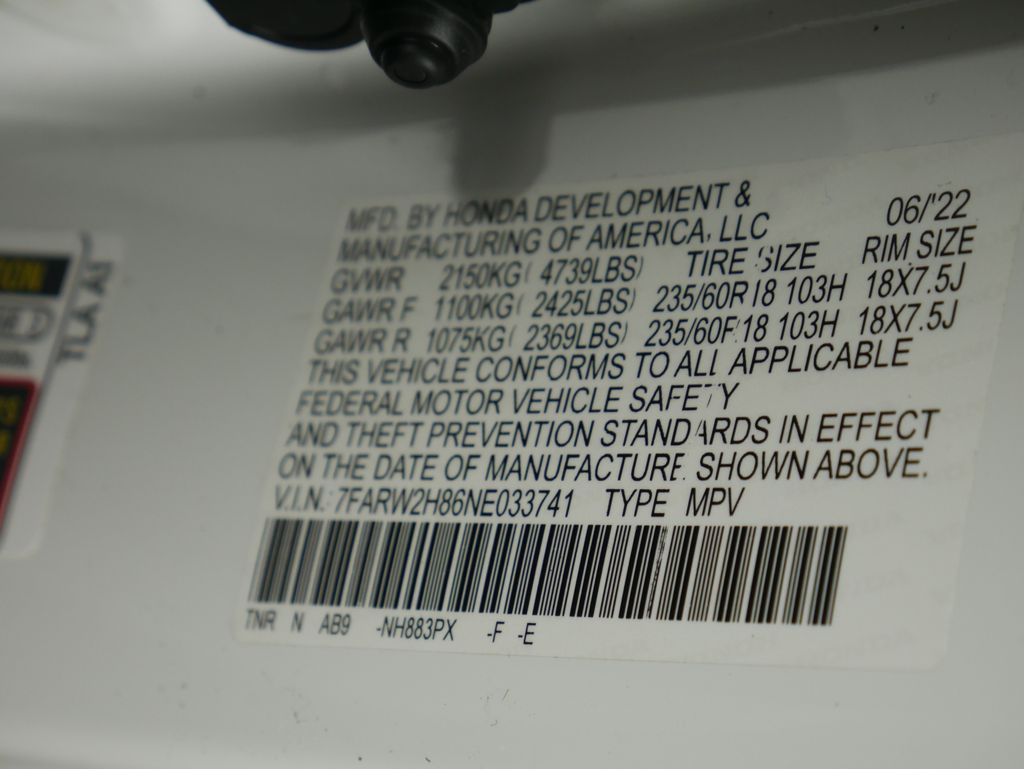 MFD. BY HONDA DEVELOPMENT &
MANUFACTURING OF AMERICA, LLC 06/'22
GVWR 2150KG( 4739LBS) TIRE SIZE RIM SIZE
GAWR F 1100KG( 2425LBS) 235/60R18 103H 18X7.5J
GAWR R 1075KG( 2369LBS) 235/60R18 103H 18X7.5J
THIS VEHICLE CONFORMS TO ALL APPLICABLE
FEDERAL MOTOR VEHICLE SAFETY
AND THEFT PREVENTION STANDARDS IN EFFECT
ON THE DATE OF MANUFACTURE SHOWN ABOVE.
V.I.N.: 7FARW2H86NE033741 TYPE MPV
TNR N AB9 -NH883PX -F -E
TLA A